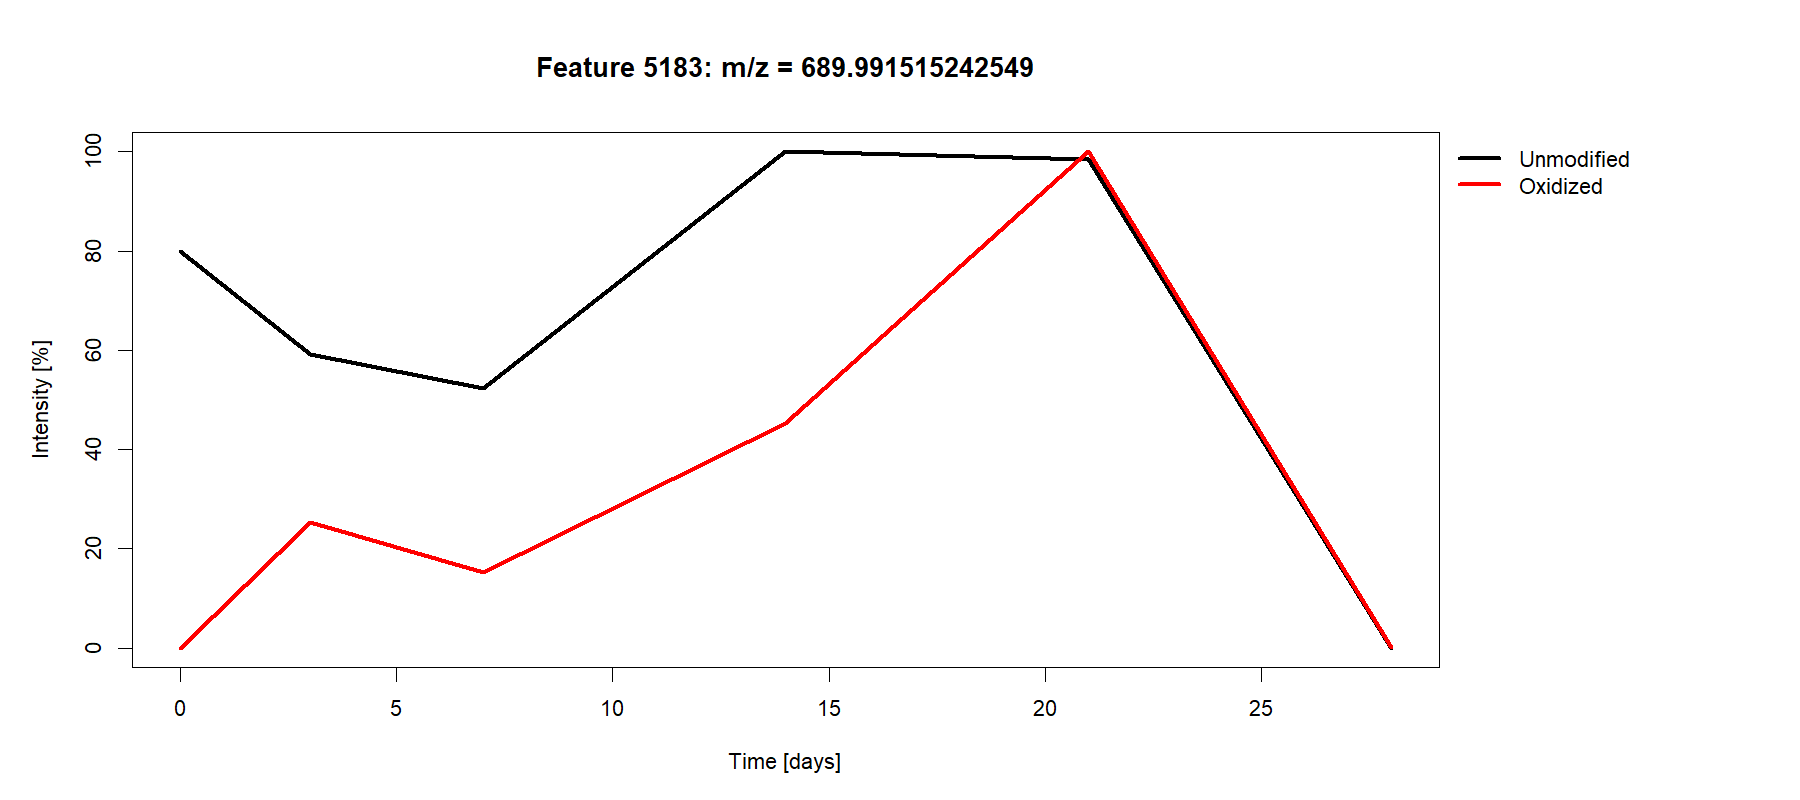 Feature 5183: m/z = 689.991515242549
Unmodified
Oxidized
Intensity [%]
100
80
60
40
20
0
0 5 10 15 20 25
Time [days]